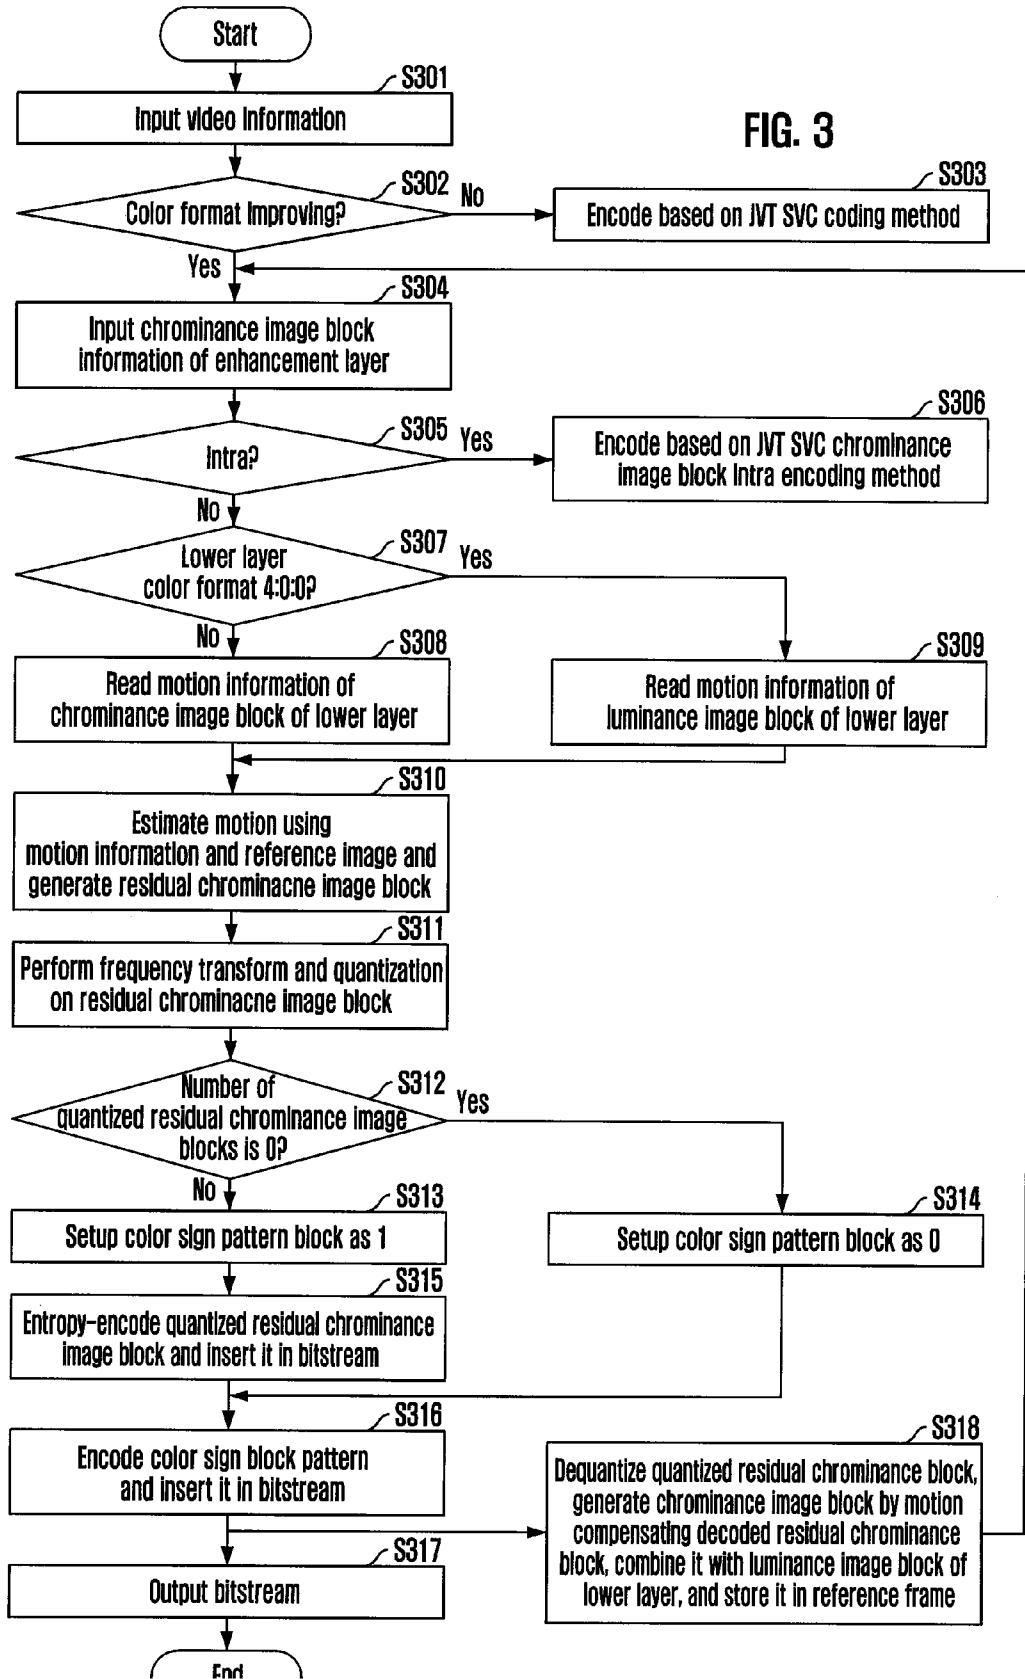 Start
S301
Input video information
FIG. 3
S302
Color format improving?
No
S303
Encode based on JVT SVC coding method
Yes
S304
Input chrominance image block
information of enhancement layer
S305
Intra?
Yes
S306
Encode based on JVT SVC chrominance
image block intra encoding method
No
S307
Lower layer
color format 4:0:0?
Yes
No
S308
Read motion information of
chrominance image block of lower layer
S309
Read motion information of
luminance image block of lower layer
S310
Estimate motion using
motion information and reference image and
generate residual chrominacne image block
S311
Perform frequency transform and quantization
on residual chrominacne image block
S312
Number of
quantized residual chrominance image
blocks is 0?
Yes
No
S313
Setup color sign pattern block as 1
S314
Setup color sign pattern block as 0
S315
Entropy-encode quantized residual chrominance
image block and insert it in bitstream
S316
Encode color sign block pattern
and insert it in bitstream
S318
Dequantize quantized residual chrominance block,
generate chrominance image block by motion
compensating decoded residual chrominance
block, combine it with luminance image block of
lower layer, and store it in reference frame
S317
Output bitstream
End